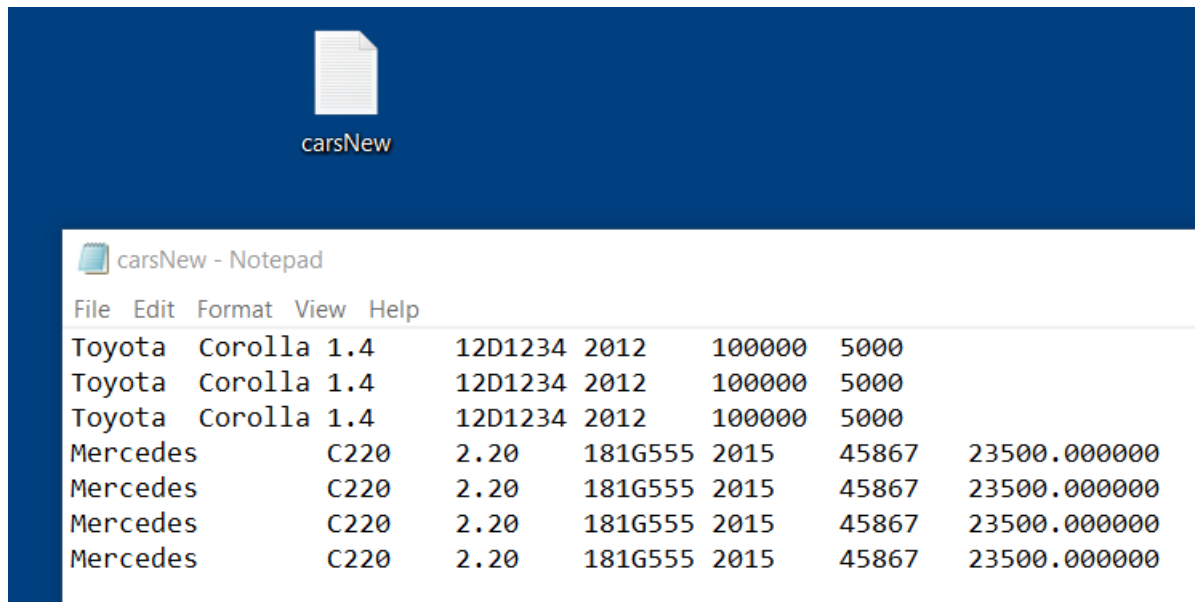 carsNew
carsNew - Notepad
File Edit Format View Help
Toyota Corolla 1.4 12D1234 2012 100000 5000
Toyota Corolla 1.4 12D1234 2012 100000 5000
Toyota Corolla 1.4 12D1234 2012 100000 5000
Mercedes C220 2.20 181G555 2015 45867 23500.000000
Mercedes C220 2.20 181G555 2015 45867 23500.000000
Mercedes C220 2.20 181G555 2015 45867 23500.000000
Mercedes C220 2.20 181G555 2015 45867 23500.000000